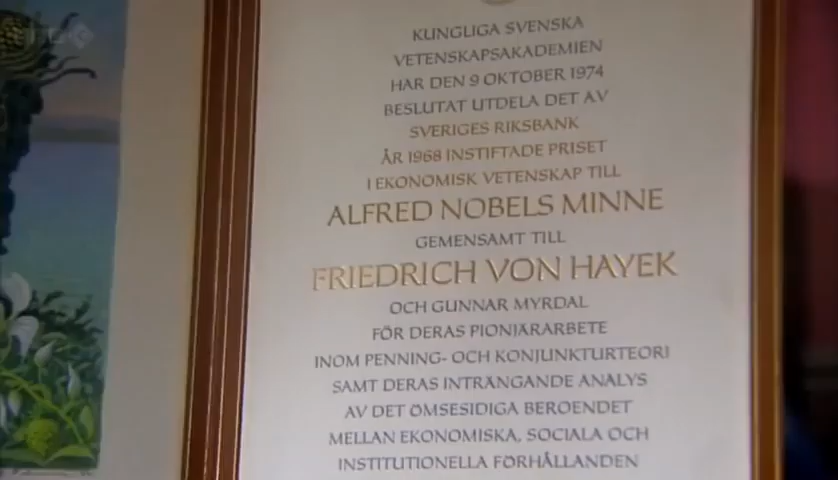 KUNGLIGA SVENSKA
VETENSKAPSAKADEMIEN
HAR DEN 9 OKTOBER 1974
BESLUTAT UTDELA DET AV
SVERIGES RIKSBANK
ÅR 1968 INSTIFTADE PRISET
I EKONOMISK VETENSKAP TILL
ALFRED NOBELS MINNE
GEMENSAMT TILL
FRIEDRICH VON HAYEK
OCH GUNNAR MYRDAL
FÖR DERAS PIONJÄRARBETE
INOM PENNING- OCH KONJUNKTURTEORI
SAMT DERAS INTRÄNGANDE ANALYS
AV DET ÖMSESIDIGA BEROENDET
MELLAN EKONOMISKA, SOCIALA OCH
INSTITUTIONELLA FÖRHÅLLANDEN